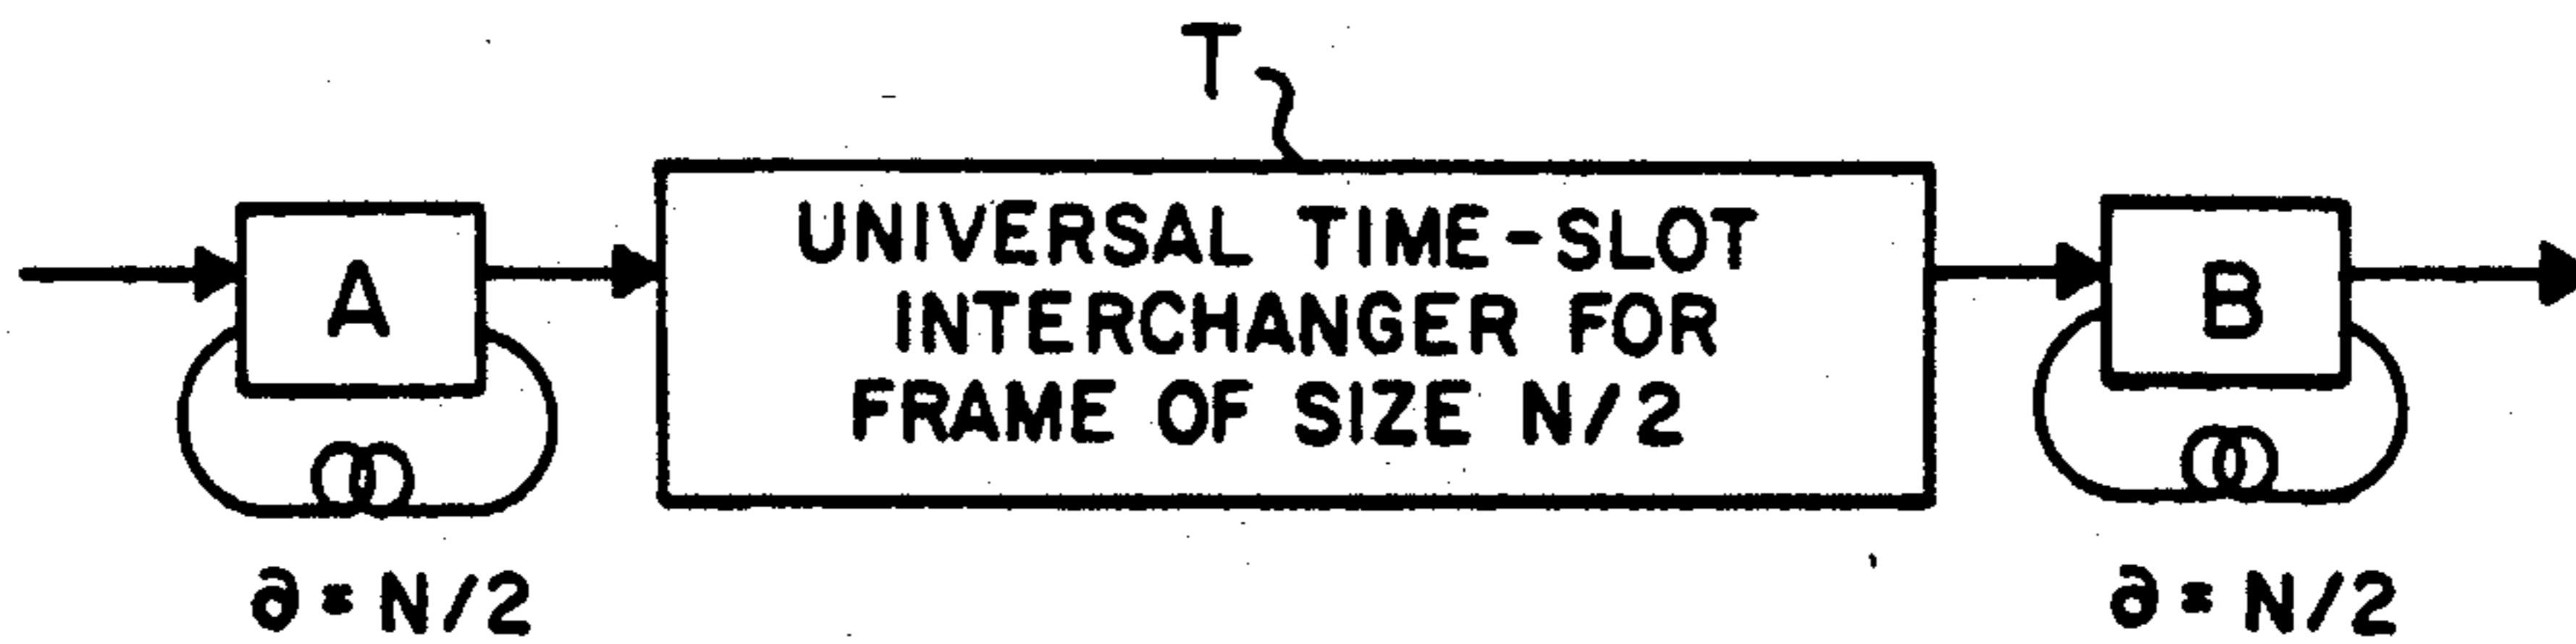 T
A
UNIVERSAL TIME-SLOT
INTERCHANGER FOR
FRAME OF SIZE N/2
B
∂ = N/2
∂ = N/2